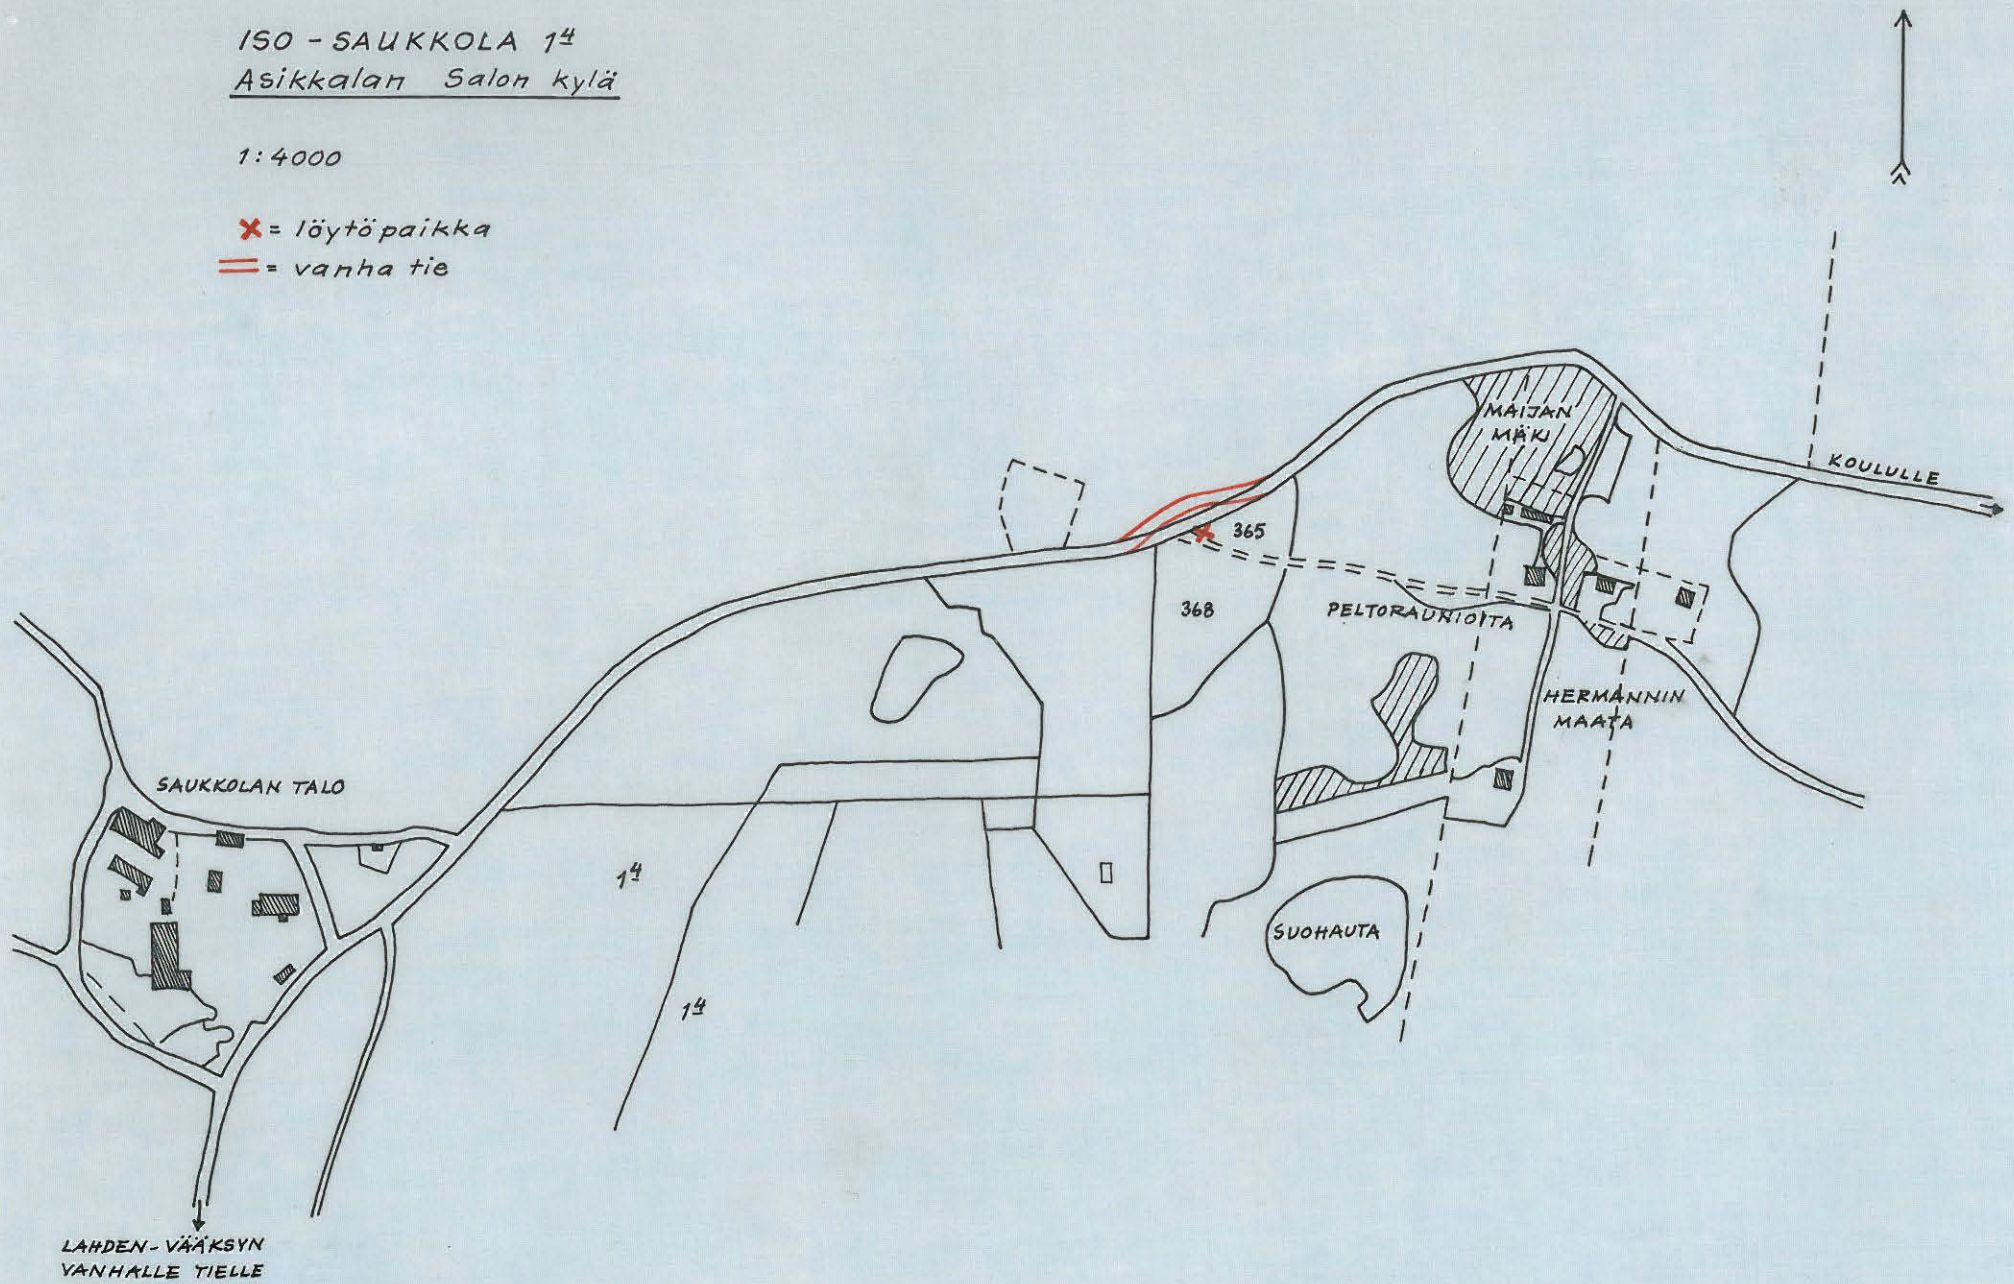 ISO - SAUKKOLA 1⁴
Asikkalan Salon kylä
1:4000
= löytöpaikka
= vanha tie
MAIJAN
MÄKI
KOULULLE
365
368
PELTORAUNIOITA
HERMANNIN
MAATA
SAUKKOLAN TALO
1⁴
SUOHAUTA
1⁴
LAHDEN-VÄÄKSYN
VANHALLE TIELLE